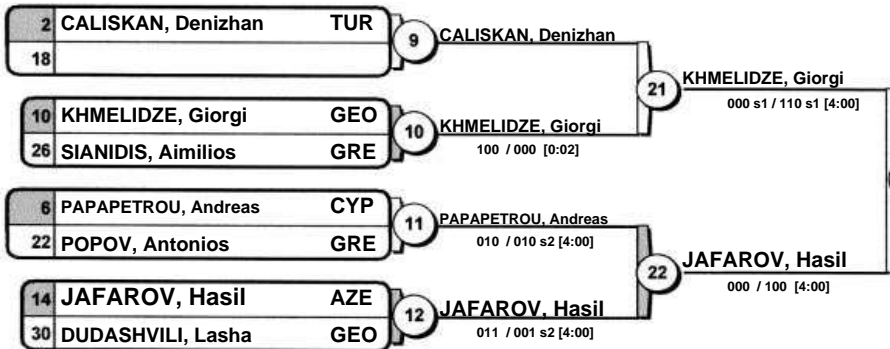 2 CALISKAN, Denizhan TUR
18
9
CALISKAN, Denizhan
10 KHMELIDZE, Giorgi GEO
26 SIANIDIS, Aimilios GRE
10
KHMELIDZE, Giorgi
100 / 000 [0:02]
21
KHMELIDZE, Giorgi
000 s1 / 110 s1 [4:00]
6 PAPAPETROU, Andreas CYP
22 POPOV, Antonios GRE
11
PAPAPETROU, Andreas
010 / 010 s2 [4:00]
14 JAFAROV, Hasil AZE
30 DUDASHVILI, Lasha GEO
12
JAFAROV, Hasil
011 / 001 s2 [4:00]
22
JAFAROV, Hasil
000 / 100 [4:00]